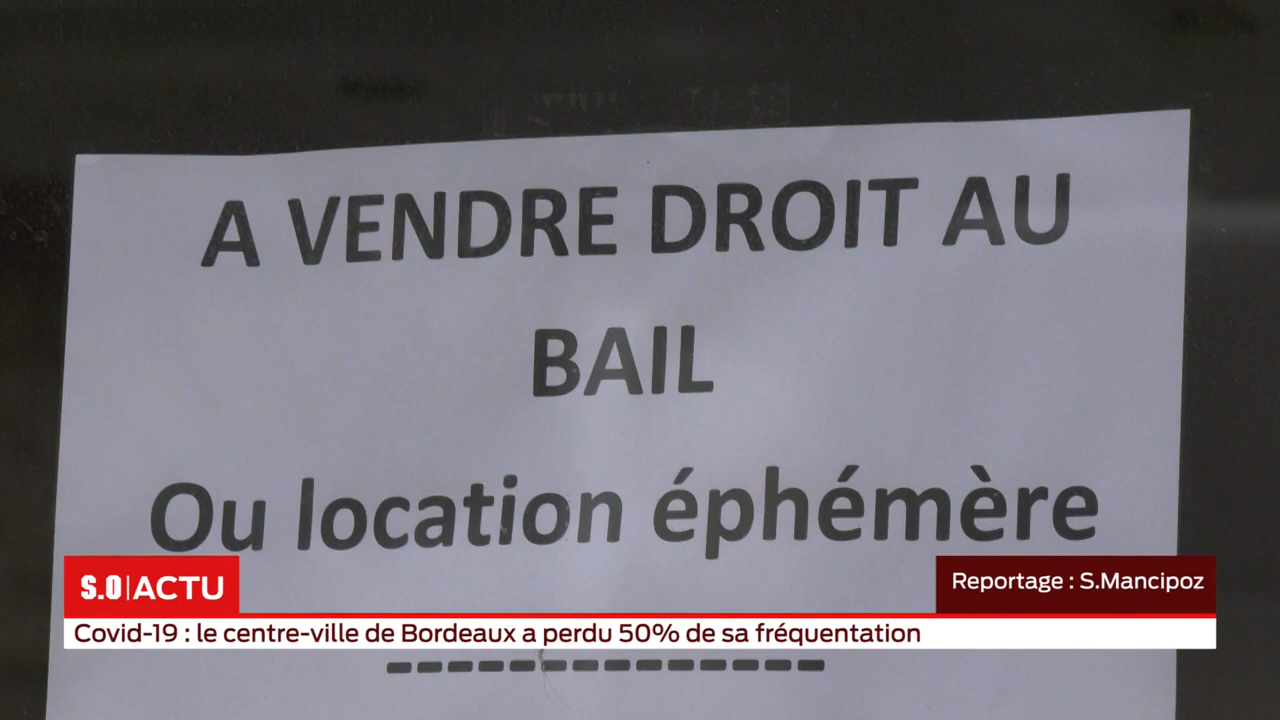 A VENDRE DROIT AU
BAIL
Ou location éphémère
S.O|ACTU
Reportage : S.Mancipoz
Covid-19 : le centre-ville de Bordeaux a perdu 50% de sa fréquentation
-------------